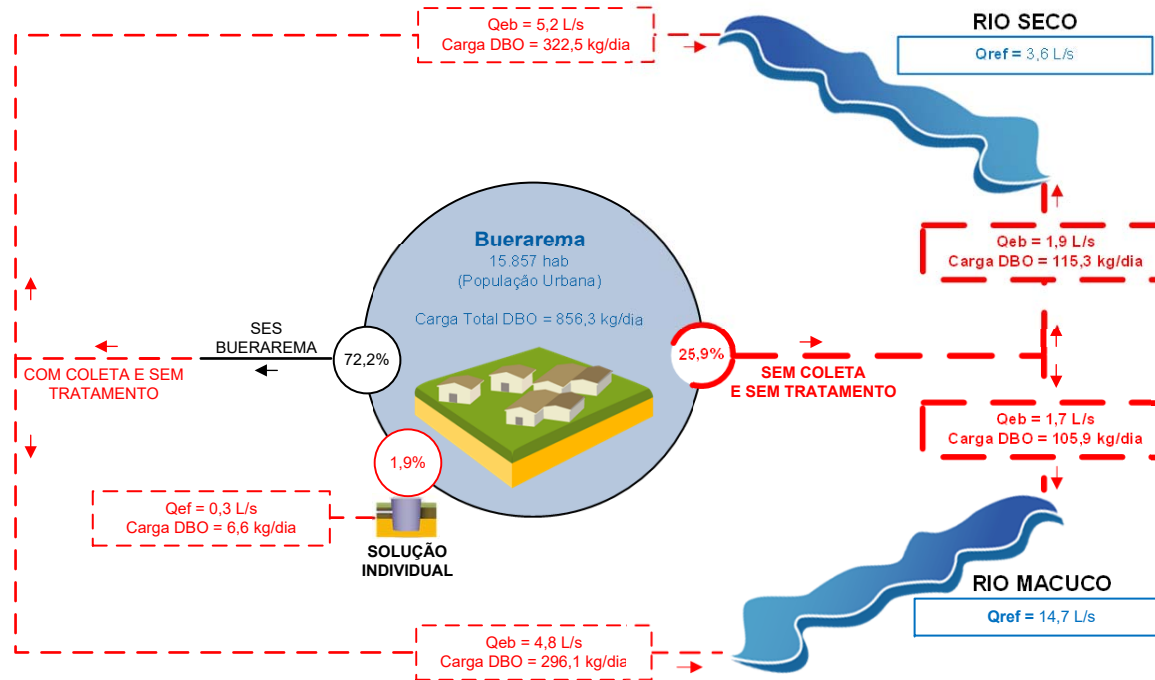 Qeb = 5,2 L/s
Carga DBO = 322,5 kg/dia
RIO SECO
Qref = 3,6 L/s
Qeb = 1,9 L/s
Carga DBO = 115,3 kg/dia
Buerarema
15.857 hab
(População Urbana)
Carga Total DBO = 856,3 kg/dia
SES
BUERAREMA
72,2%
COM COLETA E SEM
TRATAMENTO
25,9%
SEM COLETA
E SEM TRATAMENTO
1,9%
Qef = 0,3 L/s
Carga DBO = 6,6 kg/dia
SOLUÇÃO
INDIVIDUAL
Qeb = 1,7 L/s
Carga DBO = 105,9 kg/dia
RIO MACUCO
Qref = 14,7 L/s
Qeb = 4,8 L/s
Carga DBO = 296,1 kg/dia